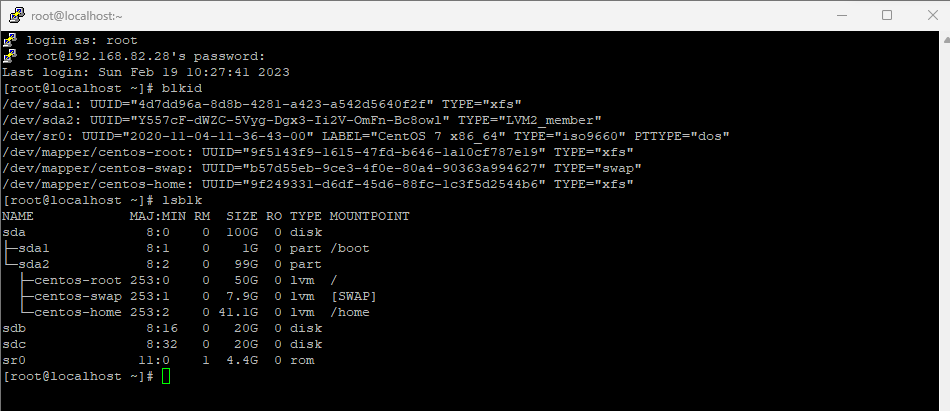 root@localhost:~
login as: root
root@192.168.82.28's password:
Last login: Sun Feb 19 10:27:41 2023
[root@localhost ~]# blkid
/dev/sda1: UUID="4d7dd96a-8d8b-4281-a423-a542d5640f2f" TYPE="xfs"
/dev/sda2: UUID="Y557cF-dWZC-5Vyg-Dgx3-Ii2V-OmFn-Bc8owl" TYPE="LVM2_member"
/dev/sr0: UUID="2020-11-04-11-36-43-00" LABEL="CentOS 7 x86_64" TYPE="iso9660" PTTYPE="dos"
/dev/mapper/centos-root: UUID="9f5143f9-1615-47fd-b646-1a10cf787e19" TYPE="xfs"
/dev/mapper/centos-swap: UUID="b57d55eb-9ce3-4f0e-80a4-90363a994627" TYPE="swap"
/dev/mapper/centos-home: UUID="9f249331-d6df-45d6-88fc-1c3f5d2544b6" TYPE="xfs"
[root@localhost ~]# lsblk
NAME            MAJ:MIN RM  SIZE RO TYPE MOUNTPOINT
sda               8:0    0  100G  0 disk
├─sda1            8:1    0    1G  0 part /boot
└─sda2            8:2    0   99G  0 part
  ├─centos-root 253:0    0   50G  0 lvm  /
  ├─centos-swap 253:1    0  7.9G  0 lvm  [SWAP]
  └─centos-home 253:2    0 41.1G  0 lvm  /home
sdb               8:16   0   20G  0 disk
sdc               8:32   0   20G  0 disk
sr0              11:0    1  4.4G  0 rom
[root@localhost ~]#